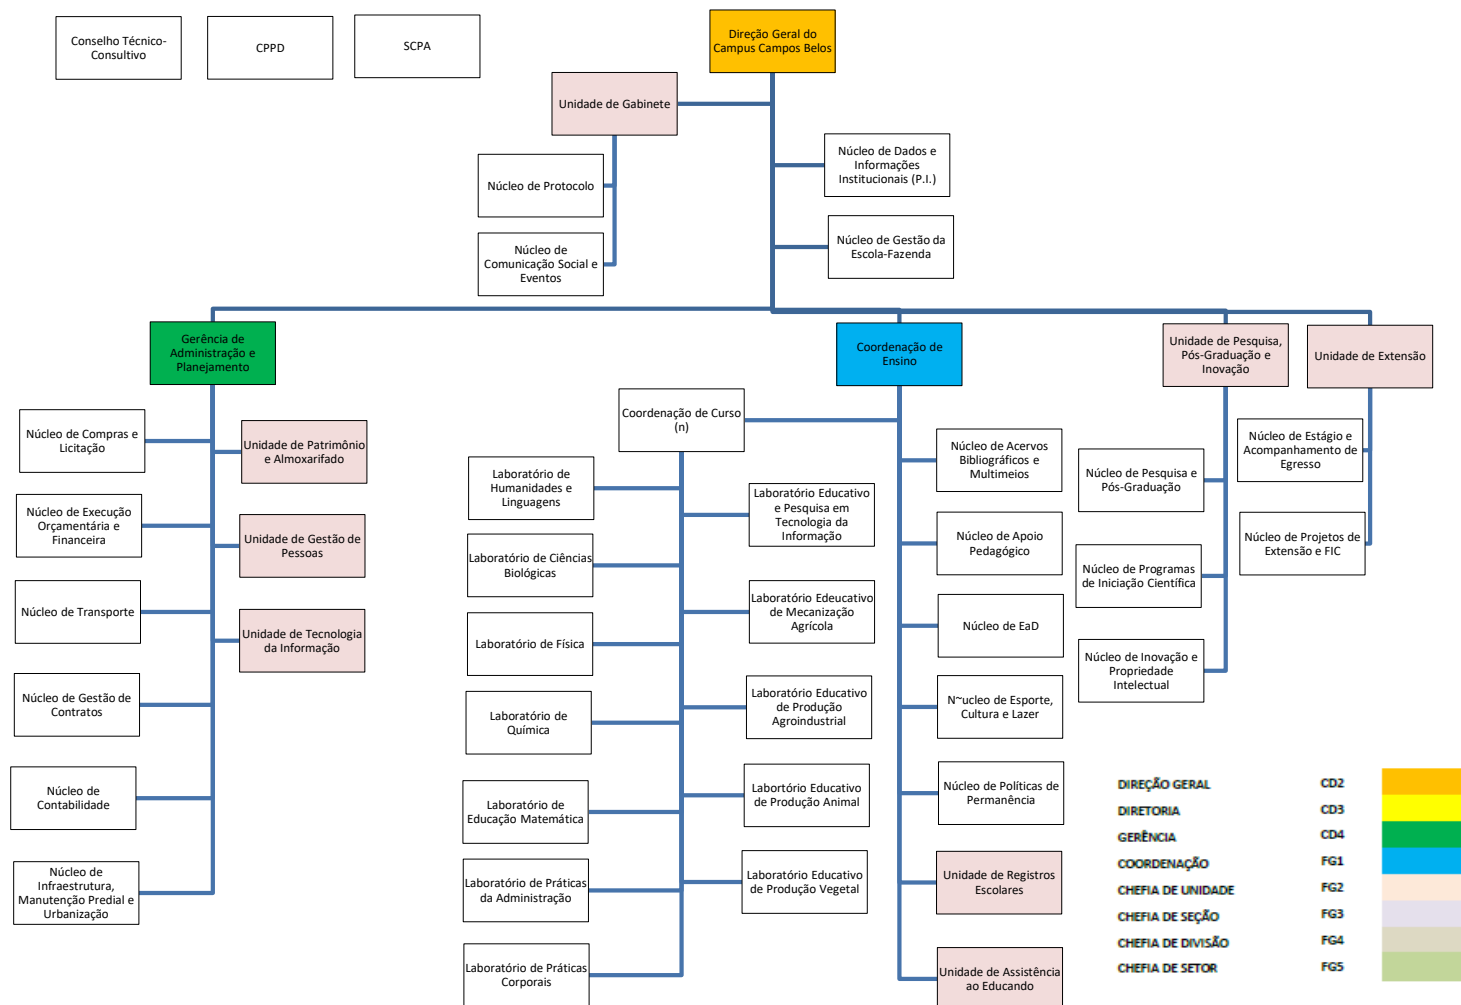 Conselho Técnico-
Consultivo
CPPD
SCPA
Direção Geral do
Campus Campos Belos
Unidade de Gabinete
Núcleo de Dados e
Informações
Institucionais (P.I.)
Núcleo de Protocolo
Núcleo de Gestão da
Escola-Fazenda
Núcleo de
Comunicação Social e
Eventos
Gerência de
Administração e
Planejamento
Coordenação de
Ensino
Unidade de Pesquisa,
Pós-Graduação e
Inovação
Unidade de Extensão
Núcleo de Compras e
Licitação
Unidade de Patrimônio
e Almoxarifado
Núcleo de Execução
Orçamentária e
Financeira
Unidade de Gestão de
Pessoas
Núcleo de Transporte
Unidade de Tecnologia
da Informação
Núcleo de Gestão de
Contratos
Núcleo de
Contabilidade
Núcleo de
Infraestrutura,
Manutenção Predial e
Urbanização
Coordenação de Curso
(n)
Laboratório de
Humanidades e
Linguagens
Laboratório Educativo
e Pesquisa em
Tecnologia da
Informação
Laboratório de Ciências
Biológicas
Laboratório Edeucativo
de Mecanização
Agrícola
Laboratório de Física
Laboratório Educativo
de Produção
Agroindustrial
Laboratório de
Química
Labortório Educativo
de Produção Animal
Laboratório de
Educação Matemática
Laboratório Educativo
de Produção Vegetal
Laboratório de Práticas
da Administração
Laboratório de Práticas
Corporais
Núcleo de Acervos
Bibliográficos e
Multimeios
Núcleo de Apoio
Pedagógico
Núcleo de EaD
N~ucleo de Esporte,
Cultura e Lazer
Núcleo de Políticas de
Permanência
Unidade de Registros
Escolares
Unidade de Assistência
ao Educando
Núcleo de Pesquisa e
Pós-Graduação
Núcleo de Programas
de Iniciação Científica
Núcleo de Inovação e
Propriedade
Intelectual
Núcleo de Estágio e
Acompanhamento de
Egresso
Núcleo de Projetos de
Extensão e FIC
DIREÇÃO GERAL CD2
DIRETORIA CD3
GERÊNCIA CD4
COORDENAÇÃO FG1
CHEFIA DE UNIDADE FG2
CHEFIA DE SEÇÃO FG3
CHEFIA DE DIVISÃO FG4
CHEFIA DE SETOR FG5